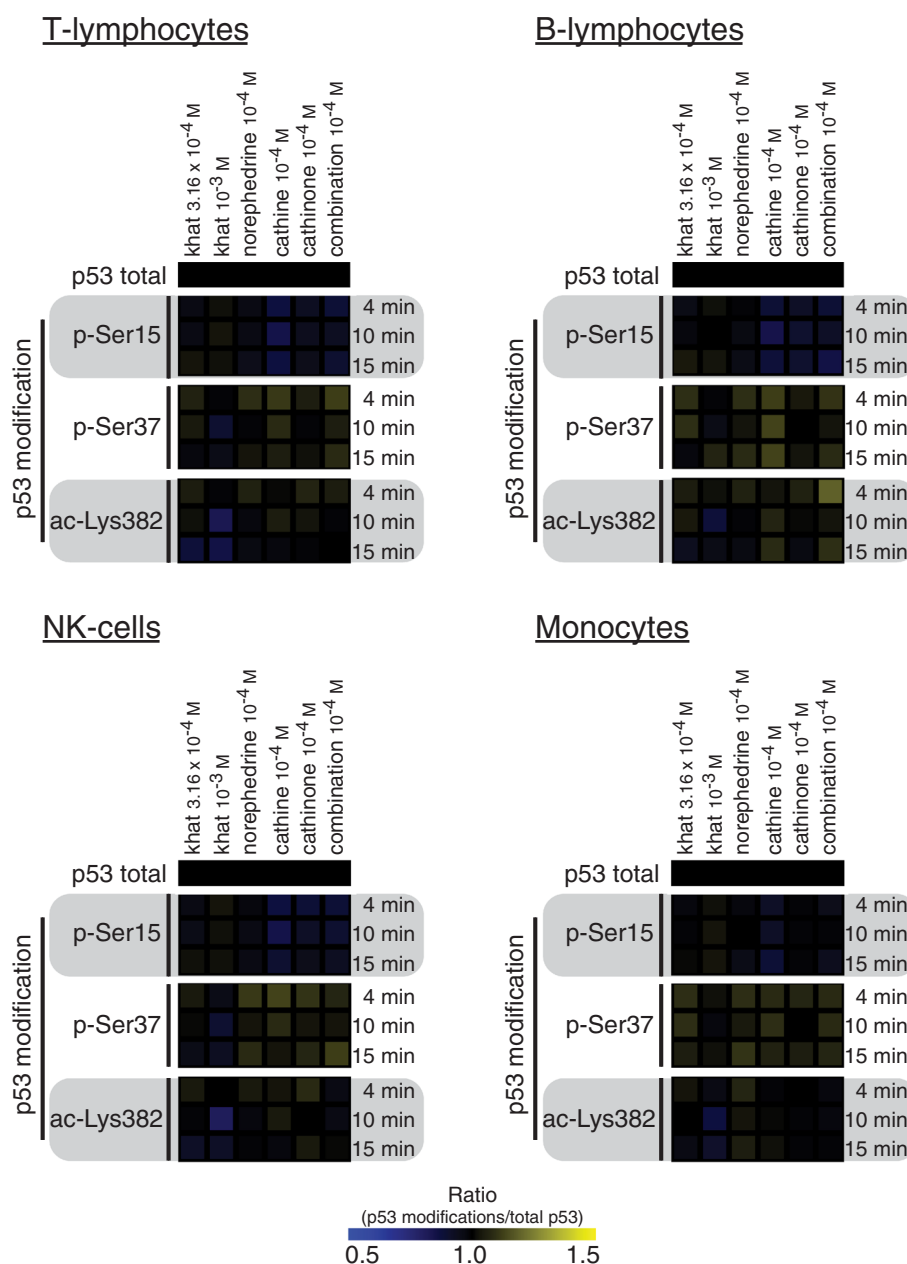 T-lymphocytes
khat 3.16 x 10-4 M
khat 10-3 M
norephedrine 10-4 M
cathine 10-4 M
cathinone 10-4 M
combination 10-4 M
p53 total
p53 modification
p-Ser15
4 min
10 min
15 min
p-Ser37
4 min
10 min
15 min
ac-Lys382
4 min
10 min
15 min
B-lymphocytes
khat 3.16 x 10-4 M
khat 10-3 M
norephedrine 10-4 M
cathine 10-4 M
cathinone 10-4 M
combination 10-4 M
p53 total
p53 modification
p-Ser15
4 min
10 min
15 min
p-Ser37
4 min
10 min
15 min
ac-Lys382
4 min
10 min
15 min
NK-cells
khat 3.16 x 10-4 M
khat 10-3 M
norephedrine 10-4 M
cathine 10-4 M
cathinone 10-4 M
combination 10-4 M
p53 total
p53 modification
p-Ser15
4 min
10 min
15 min
p-Ser37
4 min
10 min
15 min
ac-Lys382
4 min
10 min
15 min
Monocytes
khat 3.16 x 10-4 M
khat 10-3 M
norephedrine 10-4 M
cathine 10-4 M
cathinone 10-4 M
combination 10-4 M
p53 total
p53 modification
p-Ser15
4 min
10 min
15 min
p-Ser37
4 min
10 min
15 min
ac-Lys382
4 min
10 min
15 min
Ratio
(p53 modifications/total p53)
0.5 1.0 1.5